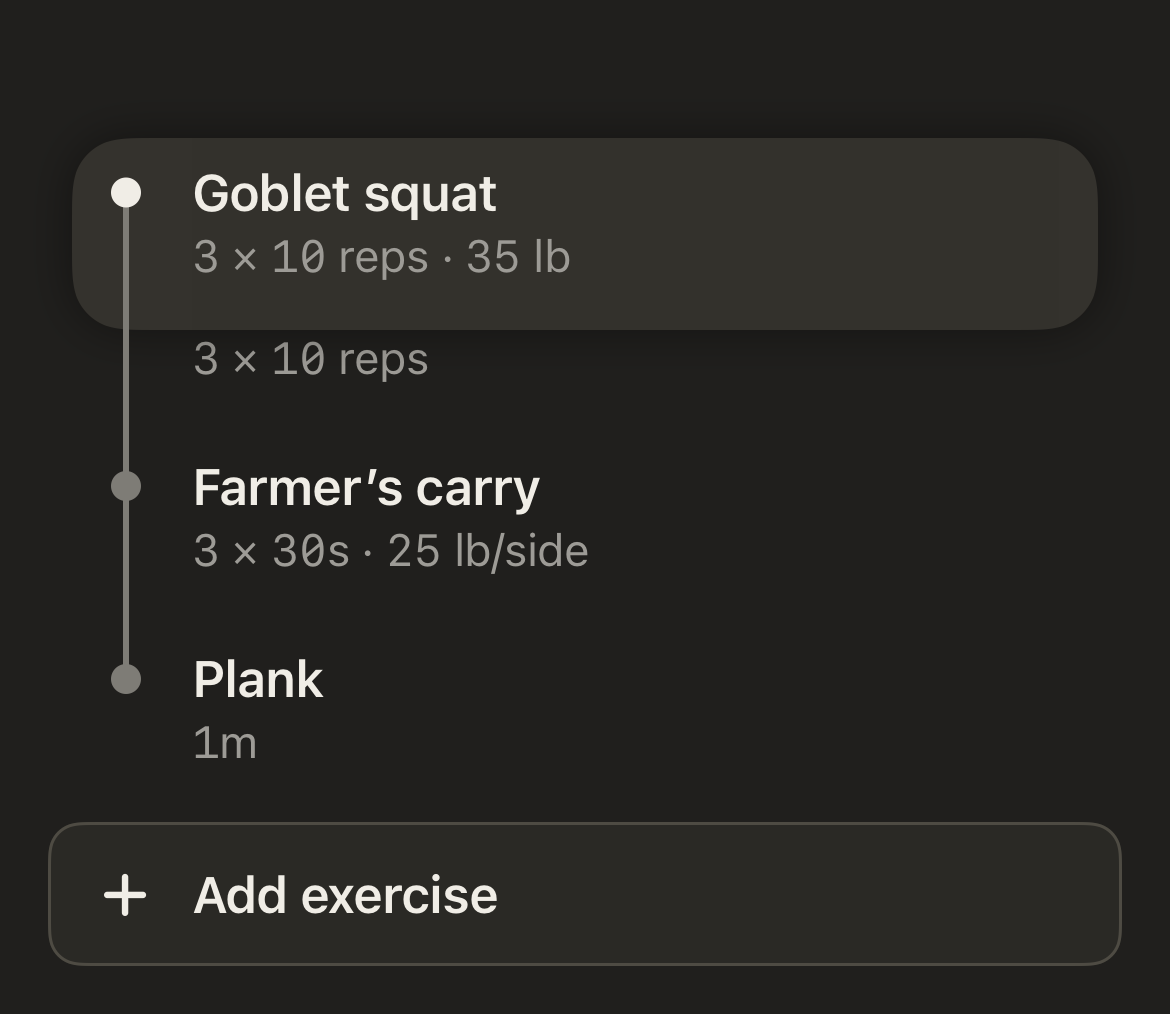 Goblet squat
3 × 10 reps · 35 lb
3 × 10 reps
Farmer’s carry
3 × 30s · 25 lb/side
Plank
1m
Add exercise